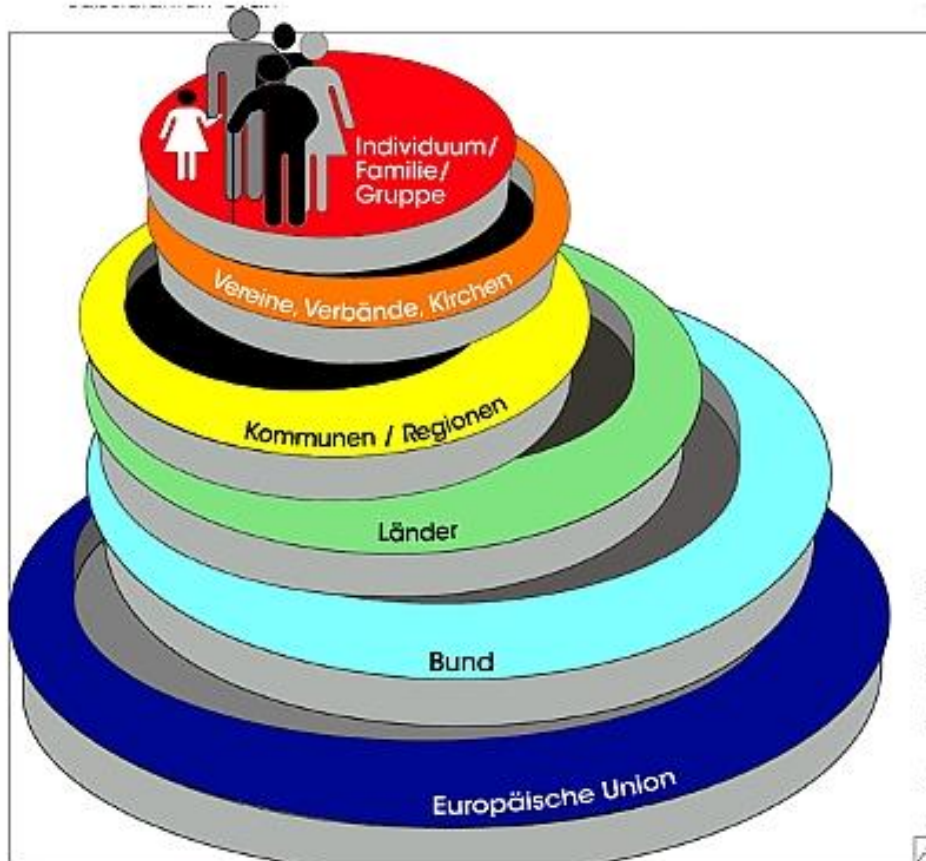 Individuum/
Familie/
Gruppe
Vereine, Verbände, Kirchen
Kommunen / Regionen
Länder
Bund
Europäische Union